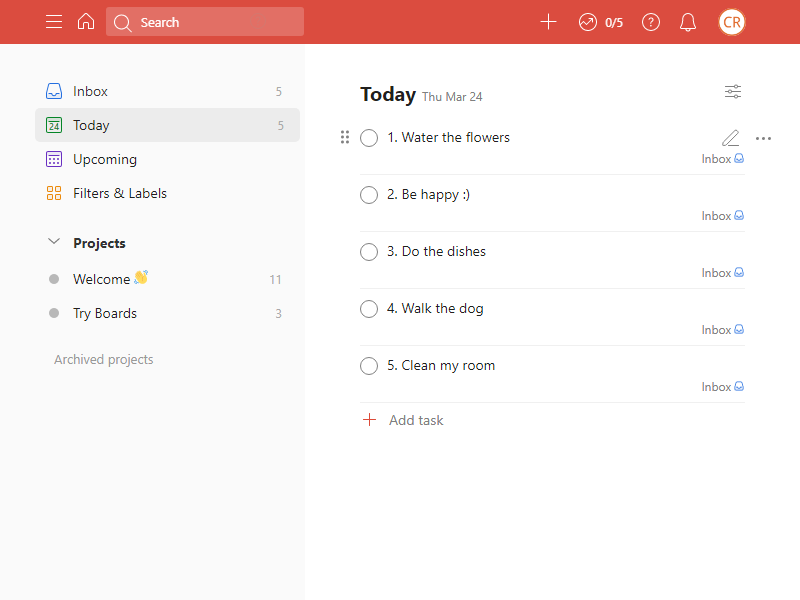 Search
0/5
CR
Inbox 5
24 Today 5
Upcoming
Filters & Labels
Projects
Welcome 👋 11
Try Boards 3
Archived projects
Today Thu Mar 24
1. Water the flowers
Inbox
2. Be happy :)
Inbox
3. Do the dishes
Inbox
4. Walk the dog
Inbox
5. Clean my room
Inbox
Add task